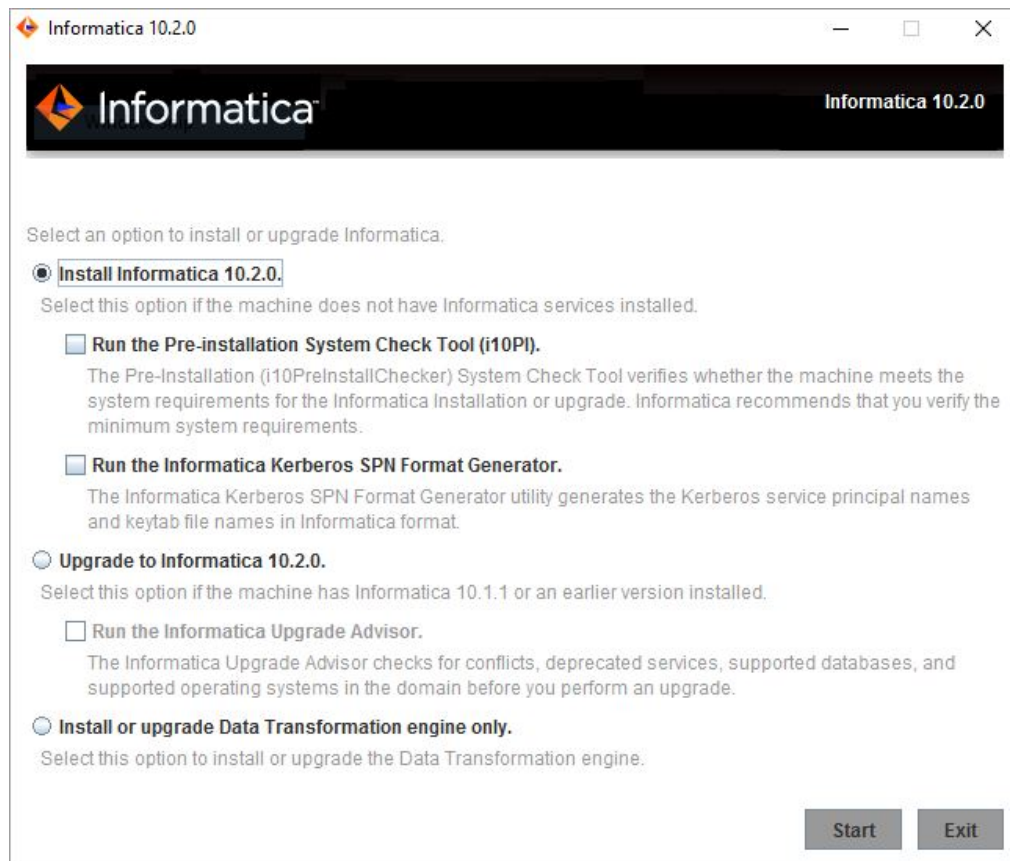 Informatica 10.2.0
Informatica
Informatica 10.2.0
Select an option to install or upgrade Informatica.
Install Informatica 10.2.0.
Select this option if the machine does not have Informatica services installed.
Run the Pre-installation System Check Tool (i10PI).
The Pre-Installation (i10PreInstallChecker) System Check Tool verifies whether the machine meets the
system requirements for the Informatica Installation or upgrade. Informatica recommends that you verify the
minimum system requirements.
Run the Informatica Kerberos SPN Format Generator.
The Informatica Kerberos SPN Format Generator utility generates the Kerberos service principal names
and keytab file names in Informatica format.
Upgrade to Informatica 10.2.0.
Select this option if the machine has Informatica 10.1.1 or an earlier version installed.
Run the Informatica Upgrade Advisor.
The Informatica Upgrade Advisor checks for conflicts, deprecated services, supported databases, and
supported operating systems in the domain before you perform an upgrade.
Install or upgrade Data Transformation engine only.
Select this option to install or upgrade the Data Transformation engine.
Start Exit